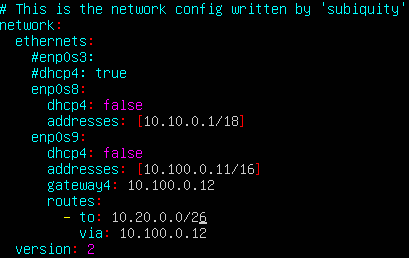 # This is the network config written by 'subiquity'
network:
  ethernets:
    #enp0s3:
    #dhcp4: true
    enp0s8:
      dhcp4: false
      addresses: [10.10.0.1/18]
    enp0s9:
      dhcp4: false
      addresses: [10.100.0.11/16]
      gateway4: 10.100.0.12
      routes:
        - to: 10.20.0.0/26
          via: 10.100.0.12
  version: 2